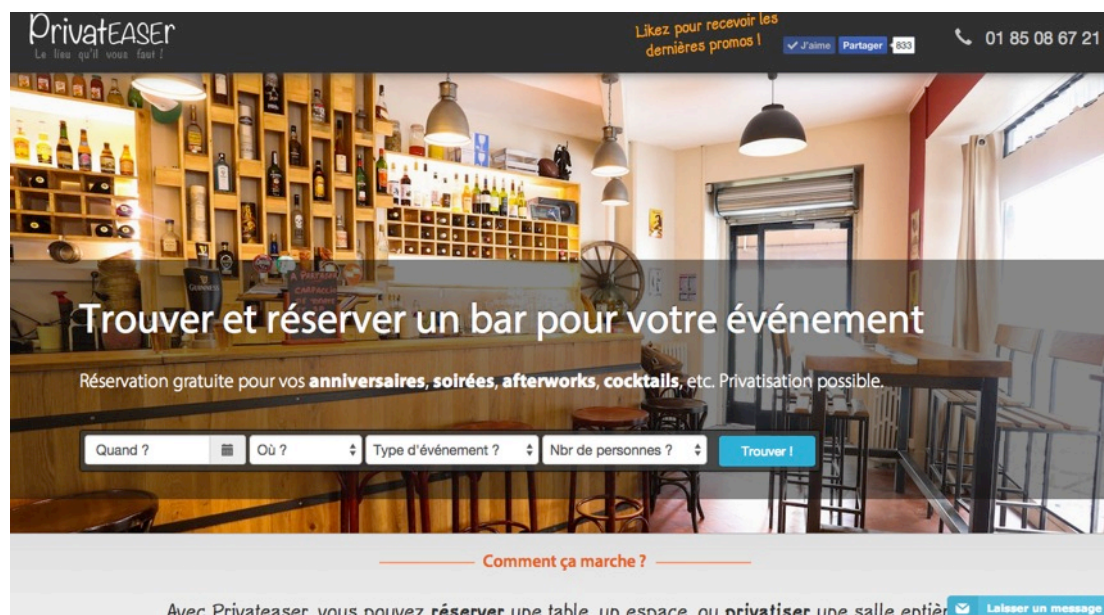 PrivatEASEr
Le lieu qu'il vous faut !
Likez pour recevoir les
dernières promos !
J'aime
Partager
833
01 85 08 67 21
GUINNESS
Trouver et réserver un bar pour votre événement
Réservation gratuite pour vos anniversaires, soirées, afterworks, cocktails, etc. Privatisation possible.
Quand ?
Où ?
Type d'événement ?
Nbr de personnes ?
Trouver !
Comment ça marche ?
Avec Privateaser, vous pouvez réserver une table, un espace, ou privatiser une salle entièr
Laisser un message